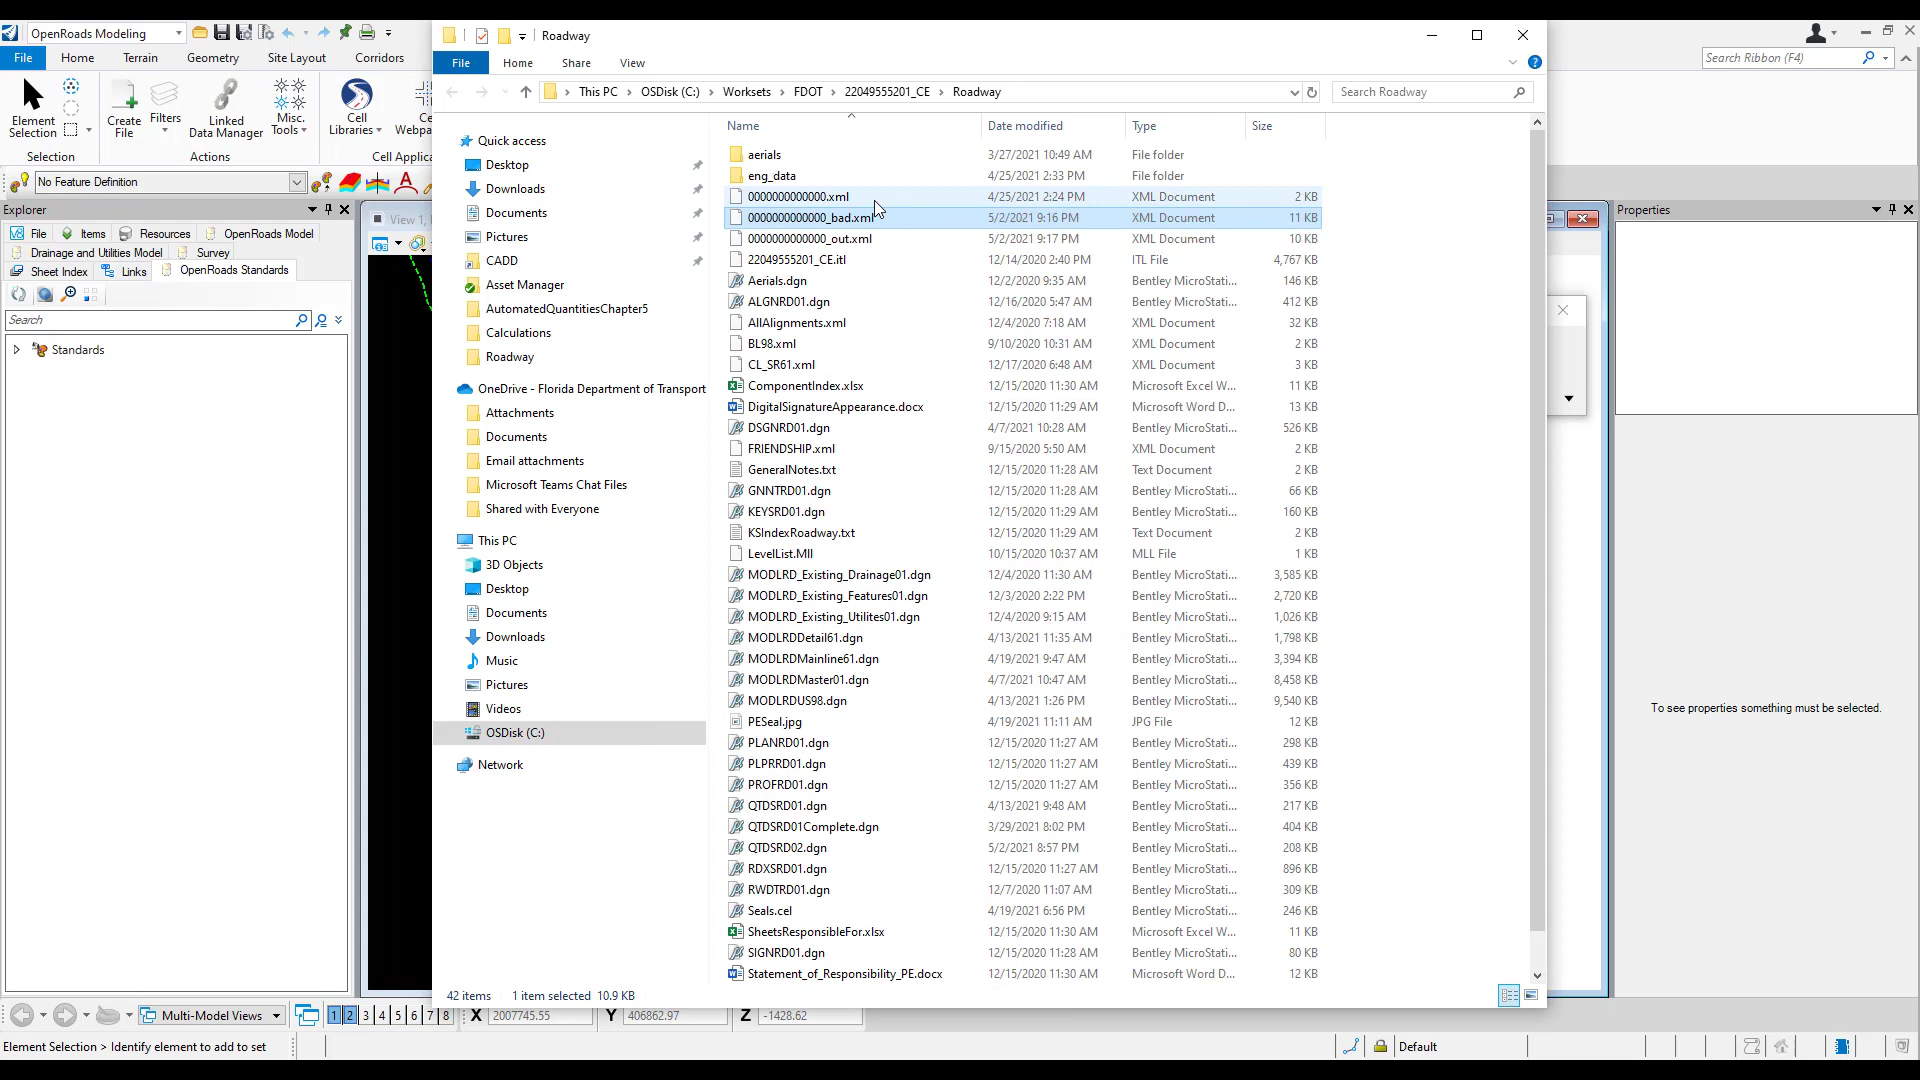 OpenRoads Modeling
File Home Terrain Geometry Site Layout Corridors
Element Selection
Create File
Filters
Linked Data Manager
Misc. Tools
Cell Libraries
Selection Actions
No Feature Definition
Explorer
File Items Resources OpenRoads Model
Drainage and Utilities Model Survey
Sheet Index Links OpenRoads Standards
Search
Standards
View 1
Roadway
File Home Share View
This PC > OSDisk (C:) > Worksets > FDOT > 22049555201_CE > Roadway
Search Roadway
Quick access
Desktop
Downloads
Documents
Pictures
CADD
Asset Manager
AutomatedQuantitiesChapter5
Calculations
Roadway
OneDrive - Florida Department of Transport
Attachments
Documents
Email attachments
Microsoft Teams Chat Files
Shared with Everyone
This PC
3D Objects
Desktop
Documents
Downloads
Music
Pictures
Videos
OSDisk (C:)
Network
Name Date modified Type Size
aerials 3/27/2021 10:49 AM File folder
eng_data 4/25/2021 2:33 PM File folder
0000000000000.xml 4/25/2021 2:24 PM XML Document 2 KB
0000000000000_bad.xml 5/2/2021 9:16 PM XML Document 11 KB
0000000000000_out.xml 5/2/2021 9:17 PM XML Document 10 KB
22049555201_CE.itl 12/14/2020 2:40 PM ITL File 4,767 KB
Aerials.dgn 12/2/2020 9:35 AM Bentley MicroStati... 146 KB
ALGNRD01.dgn 12/16/2020 5:47 AM Bentley MicroStati... 412 KB
AllAlignments.xml 12/4/2020 7:18 AM XML Document 32 KB
BL98.xml 9/10/2020 10:31 AM XML Document 2 KB
CL_SR61.xml 12/17/2020 6:48 AM XML Document 3 KB
ComponentIndex.xlsx 12/15/2020 11:30 AM Microsoft Excel W... 11 KB
DigitalSignatureAppearance.docx 12/15/2020 11:29 AM Microsoft Word D... 13 KB
DSGNRD01.dgn 4/7/2021 10:28 AM Bentley MicroStati... 526 KB
FRIENDSHIP.xml 9/15/2020 5:50 AM XML Document 2 KB
GeneralNotes.txt 12/15/2020 11:28 AM Text Document 2 KB
GNNTRD01.dgn 12/15/2020 11:28 AM Bentley MicroStati... 66 KB
KEYSRD01.dgn 12/15/2020 11:29 AM Bentley MicroStati... 160 KB
KSIndexRoadway.txt 12/15/2020 11:29 AM Text Document 2 KB
LevelList.Mll 10/15/2020 10:37 AM MLL File 1 KB
MODLRD_Existing_Drainage01.dgn 12/4/2020 11:30 AM Bentley MicroStati... 3,585 KB
MODLRD_Existing_Features01.dgn 12/3/2020 2:22 PM Bentley MicroStati... 2,720 KB
MODLRD_Existing_Utilites01.dgn 12/4/2020 9:15 AM Bentley MicroStati... 1,026 KB
MODLRDDetail61.dgn 4/13/2021 11:35 AM Bentley MicroStati... 1,798 KB
MODLRDMainline61.dgn 4/19/2021 9:47 AM Bentley MicroStati... 3,394 KB
MODLRDMaster01.dgn 4/7/2021 10:47 AM Bentley MicroStati... 8,458 KB
MODLRDUS98.dgn 4/13/2021 1:26 PM Bentley MicroStati... 9,540 KB
PESeal.jpg 4/19/2021 11:11 AM JPG File 12 KB
PLANRD01.dgn 12/15/2020 11:27 AM Bentley MicroStati... 298 KB
PLPRRD01.dgn 12/15/2020 11:27 AM Bentley MicroStati... 439 KB
PROFRD01.dgn 12/15/2020 11:27 AM Bentley MicroStati... 356 KB
QTDSRD01.dgn 4/13/2021 9:48 AM Bentley MicroStati... 217 KB
QTDSRD01Complete.dgn 3/29/2021 8:02 PM Bentley MicroStati... 404 KB
QTDSRD02.dgn 5/2/2021 8:57 PM Bentley MicroStati... 208 KB
RDXSRD01.dgn 12/15/2020 11:27 AM Bentley MicroStati... 896 KB
RWDTRD01.dgn 12/7/2020 11:07 AM Bentley MicroStati... 309 KB
Seals.cel 4/19/2021 6:56 PM Bentley MicroStati... 246 KB
SheetsResponsibleFor.xlsx 12/15/2020 11:30 AM Microsoft Excel W... 11 KB
SIGNRD01.dgn 12/15/2020 11:28 AM Bentley MicroStati... 80 KB
Statement_of_Responsibility_PE.docx 12/15/2020 11:30 AM Microsoft Word D... 12 KB
42 items 1 item selected 10.9 KB
Search Ribbon (F4)
Properties
To see properties something must be selected.
Multi-Model Views 1 2 3 4 5 6 7 8 X 2007745.55 Y 406862.97 Z -1428.62
Element Selection > Identify element to add to set
Default